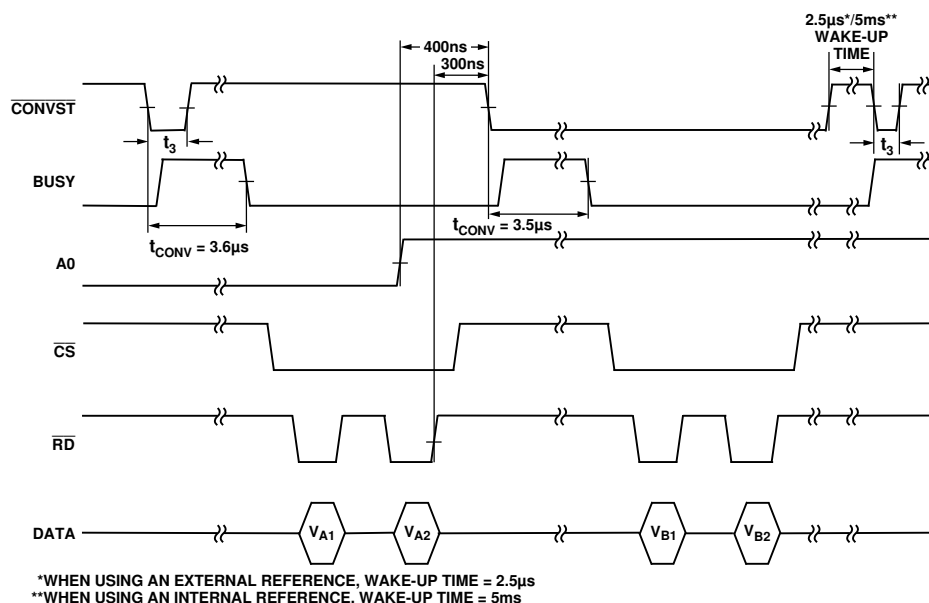 2.5µs*/5ms**
WAKE-UP
TIME
400ns
300ns
CONVST
t3
t3
BUSY
tCONV = 3.6µs
tCONV = 3.5µs
A0
CS
RD
DATA
VA1
VA2
VB1
VB2
*WHEN USING AN EXTERNAL REFERENCE, WAKE-UP TIME = 2.5µs
**WHEN USING AN INTERNAL REFERENCE, WAKE-UP TIME = 5ms